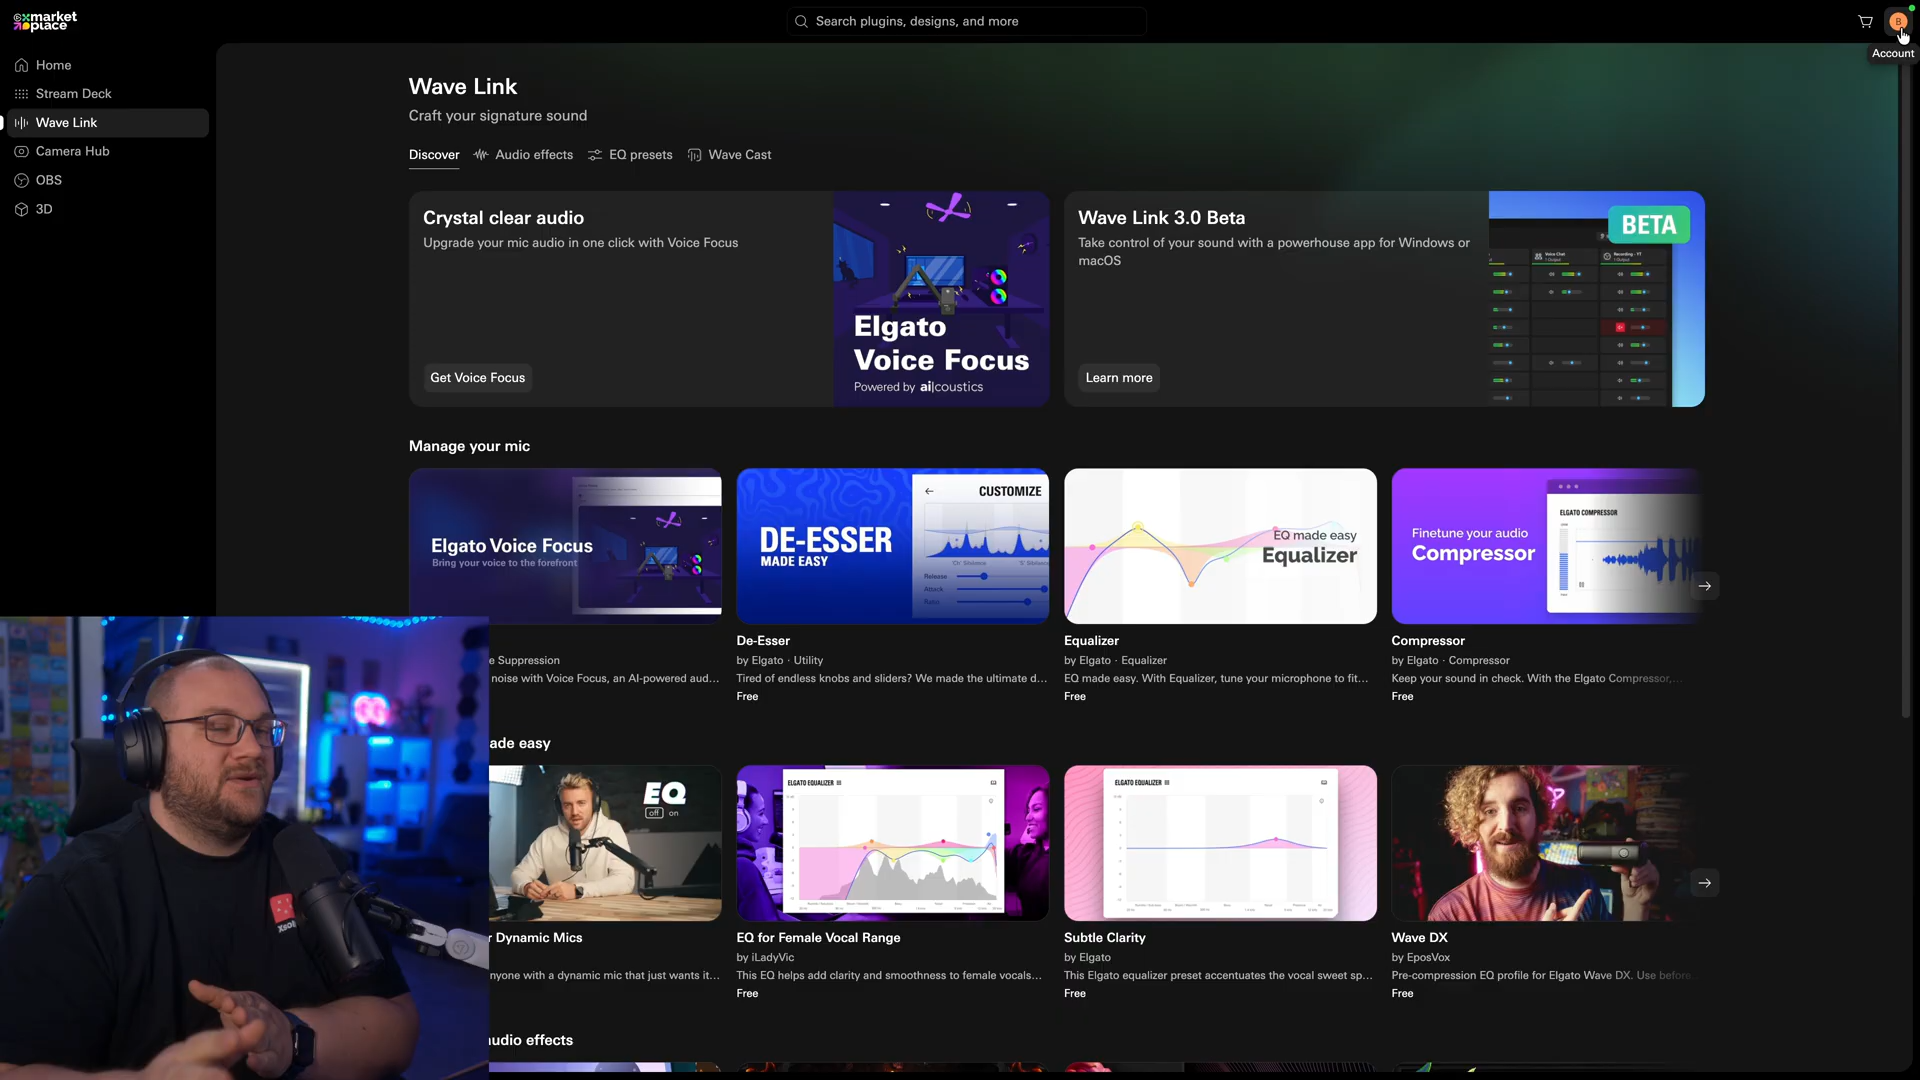 market
place
Search plugins, designs, and more
B
Account
Home
Stream Deck
Wave Link
Camera Hub
OBS
3D
Wave Link
Craft your signature sound
Discover
Audio effects
EQ presets
Wave Cast
Crystal clear audio
Upgrade your mic audio in one click with Voice Focus
Get Voice Focus
Elgato
Voice Focus
Powered by ai|coustics
Wave Link 3.0 Beta
Take control of your sound with a powerhouse app for Windows or
macOS
Learn more
BETA
Voice Chat
1 Output
Recording - YT
1 Output
Manage your mic
Elgato Voice Focus
Bring your voice to the forefront
DE-ESSER
MADE EASY
CUSTOMIZE
Release
Attack
Ratio
EQ made easy
Equalizer
Finetune your audio
Compressor
ELGATO COMPRESSOR
e Suppression
noise with Voice Focus, an AI-powered aud...
De-Esser
by Elgato · Utility
Tired of endless knobs and sliders? We made the ultimate d...
Free
Equalizer
by Elgato · Equalizer
EQ made easy. With Equalizer, tune your microphone to fit...
Free
Compressor
by Elgato · Compressor
Keep your sound in check. With the Elgato Compressor,...
Free
ade easy
EQ
off on
ELGATO EQUALIZER
ELGATO EQUALIZER
r Dynamic Mics
nyone with a dynamic mic that just wants it...
EQ for Female Vocal Range
by iLadyVic
This EQ helps add clarity and smoothness to female vocals...
Free
Subtle Clarity
by Elgato
This Elgato equalizer preset accentuates the vocal sweet sp...
Free
Wave DX
by EposVox
Pre-compression EQ profile for Elgato Wave DX. Use before
Free
udio effects